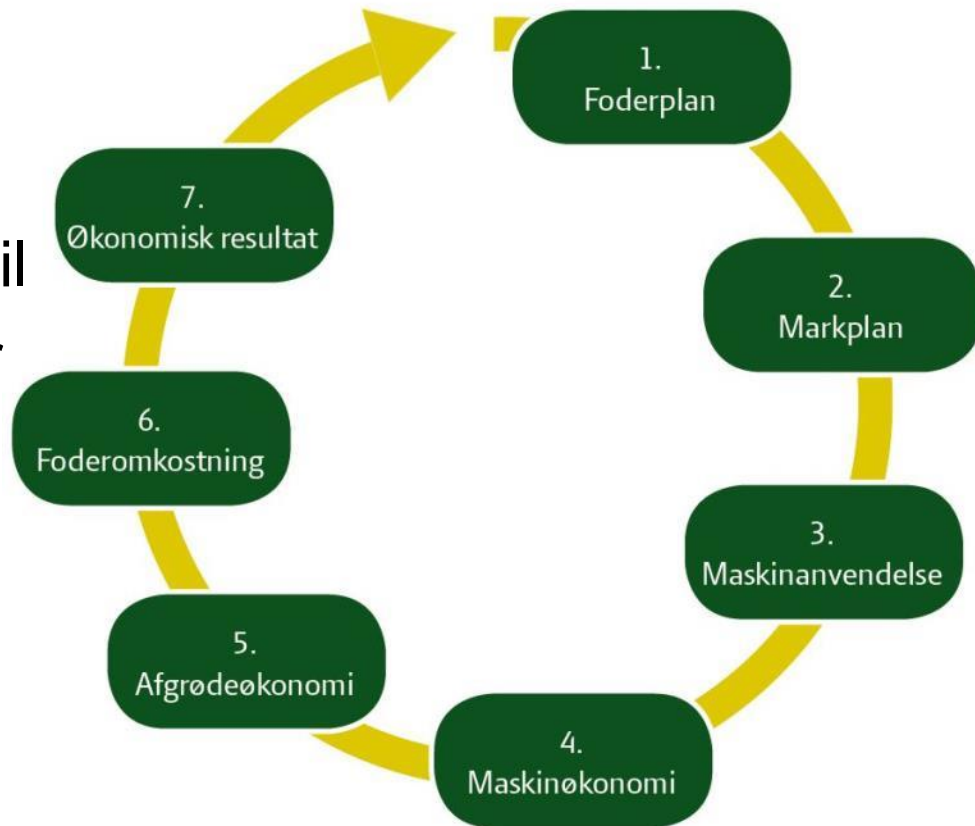 1.
Foderplan
2.
Markplan
3.
Maskinanvendelse
4.
Maskinøkonomi
5.
Afgrødeøkonomi
6.
Foderomkostning
7.
Økonomisk resultat